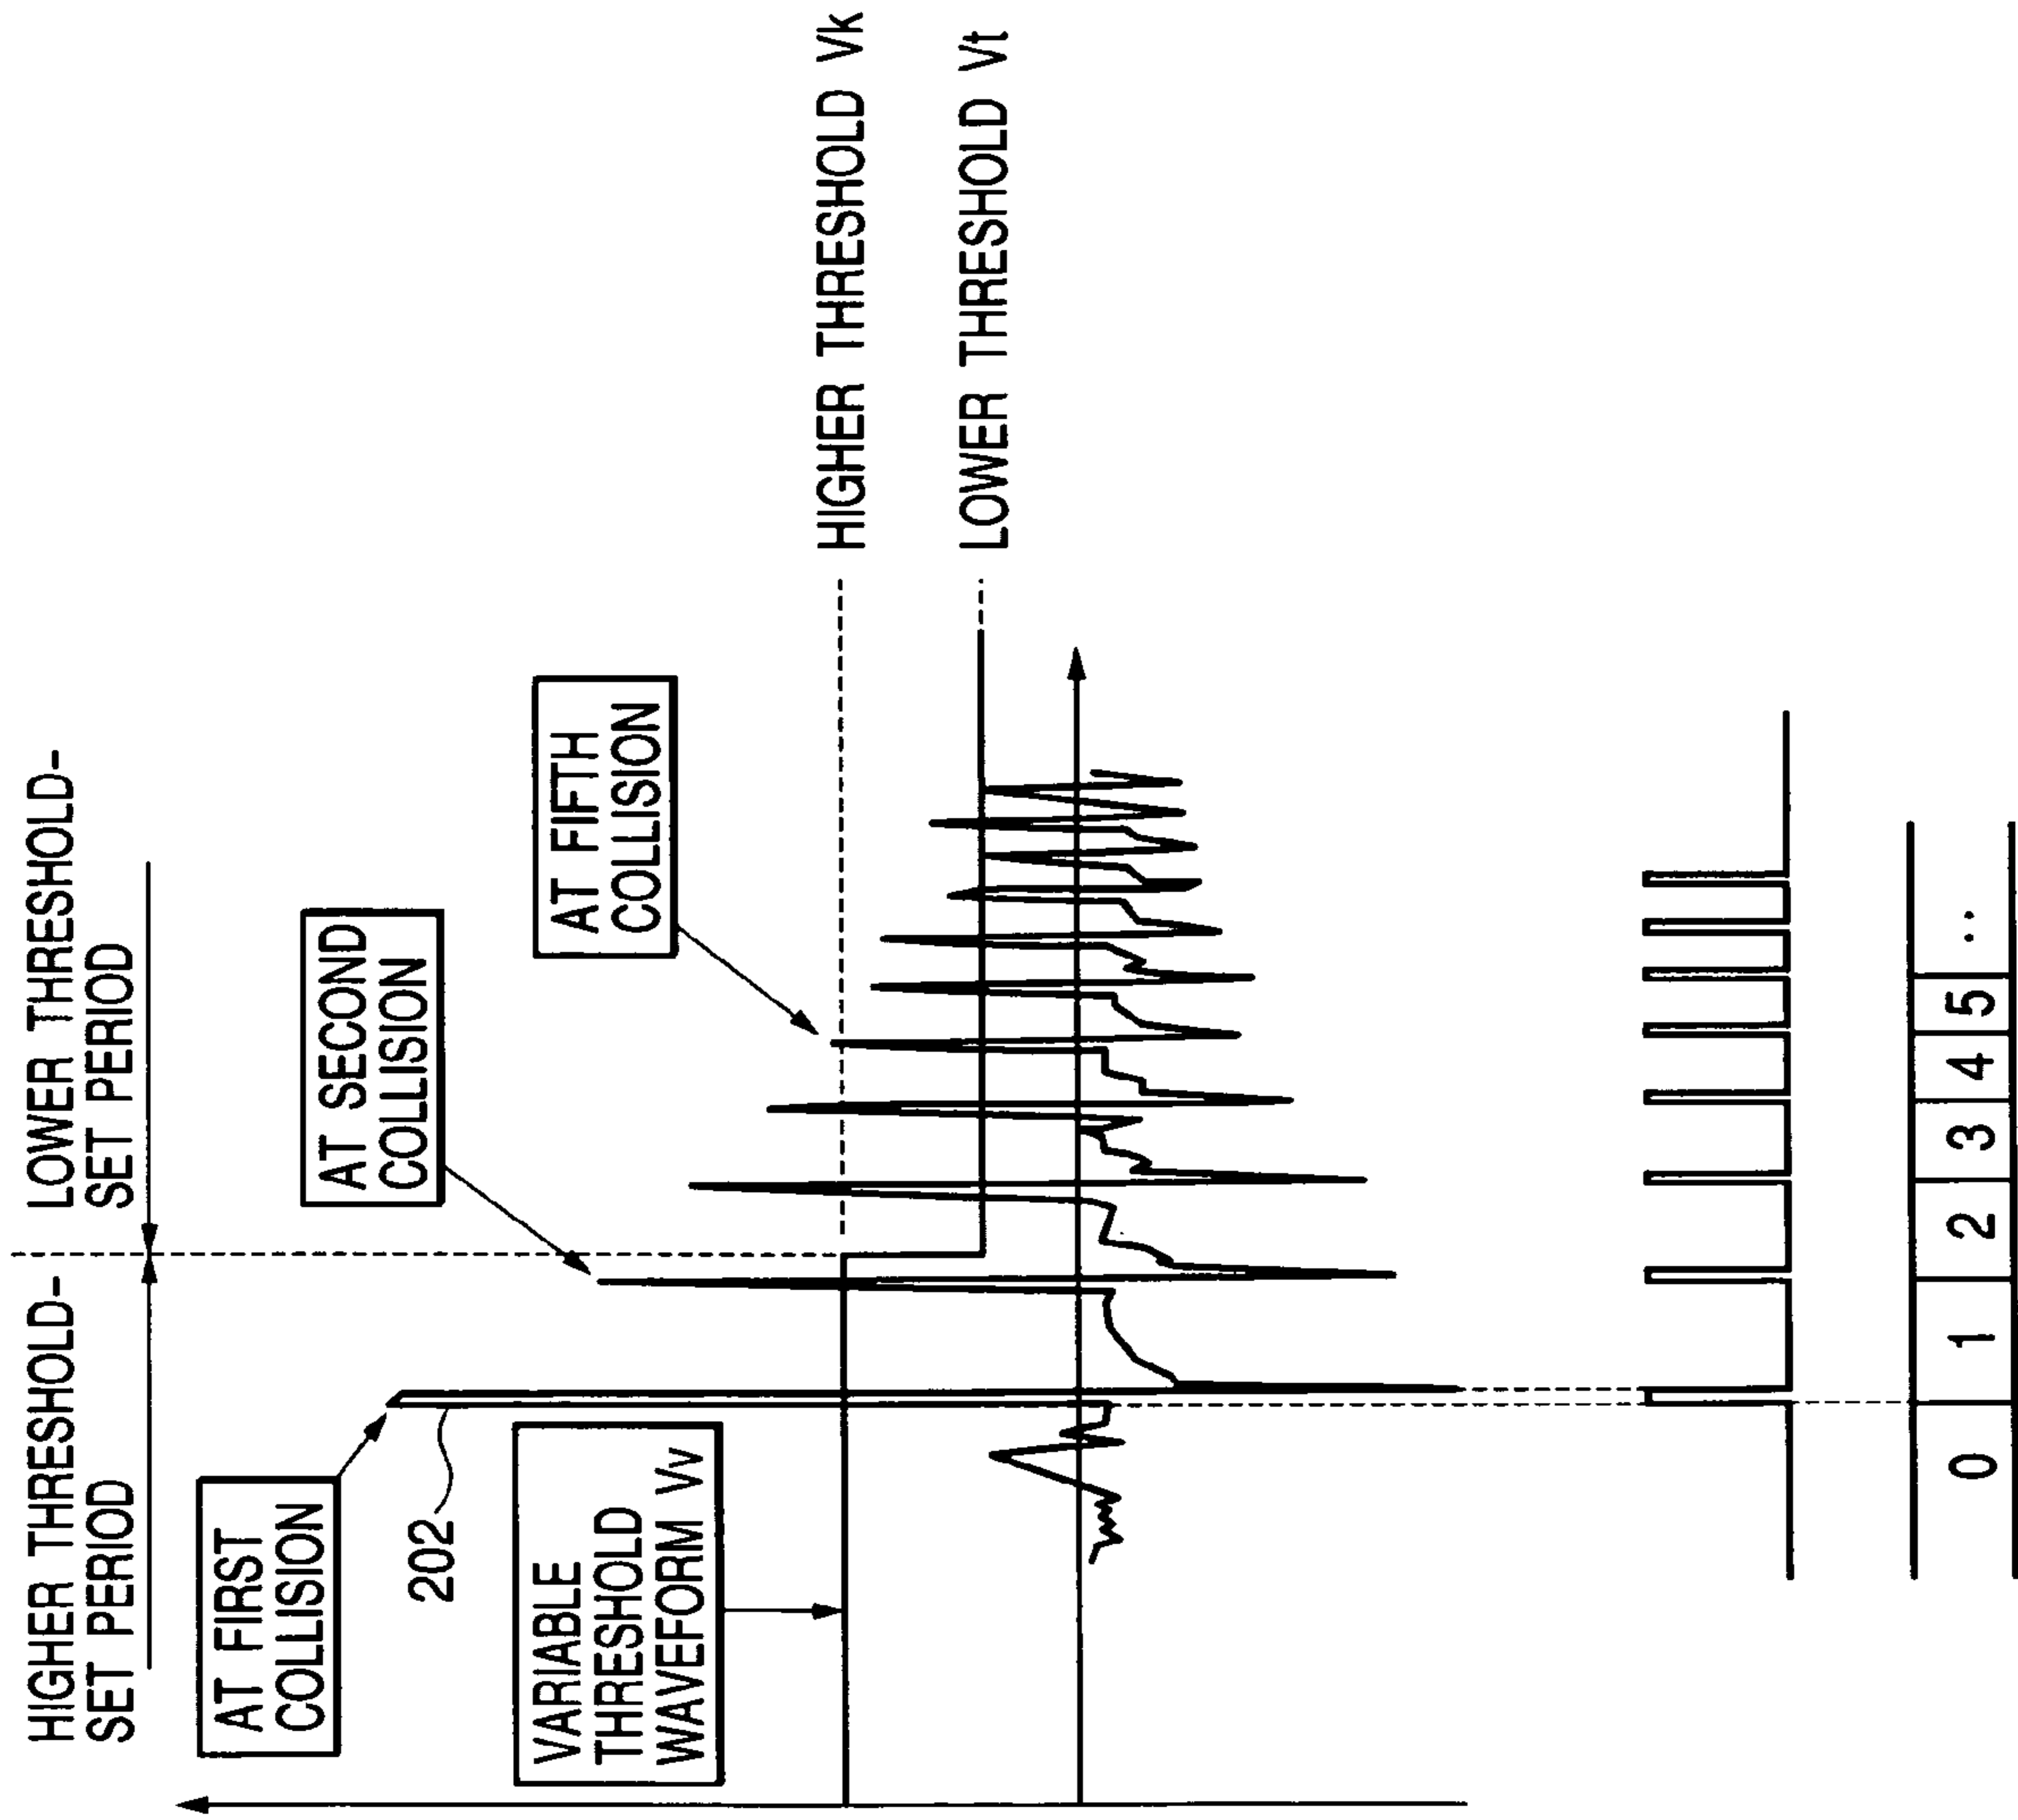 HIGHER THRESHOLD-
SET PERIOD
LOWER THRESHOLD-
SET PERIOD
AT FIRST
COLLISION
AT SECOND
COLLISION
202
AT FIFTH
COLLISION
VARIABLE
THRESHOLD
WAVEFORM Vv
HIGHER THRESHOLD Vk
LOWER THRESHOLD Vt
0 1 2 3 4 5 ..